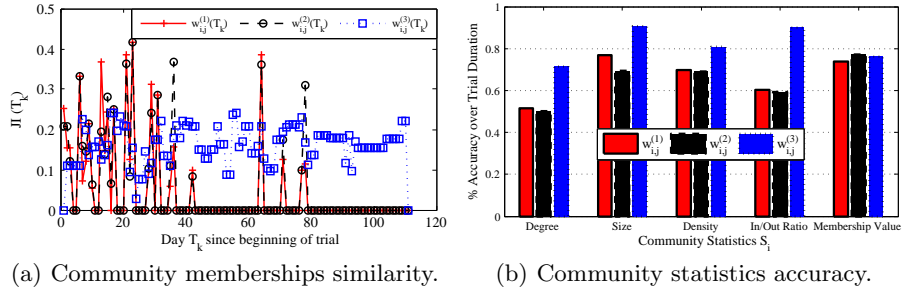 w_{i,j}^{(1)}(T_k) w_{i,j}^{(2)}(T_k) w_{i,j}^{(3)}(T_k)
0.5
0.4
0.3
0.2
0.1
0
JI (T_k)
0 20 40 60 80 100 120
Day T_k since beginning of trial
(a) Community memberships similarity.
1
0.8
0.6
0.4
0.2
0
% Accuracy over Trial Duration
w_{i,j}^{(1)} w_{i,j}^{(2)} w_{i,j}^{(3)}
Degree Size Density In/Out Ratio Membership Value
Community Statistics S_i
(b) Community statistics accuracy.